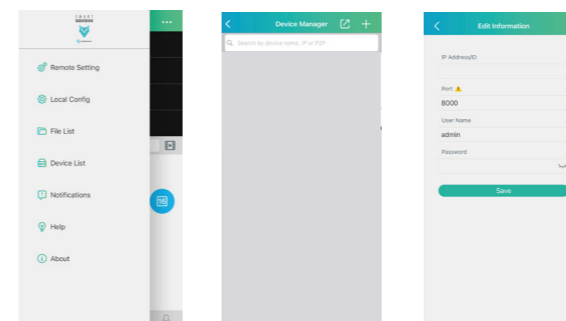 SMART
Remote Setting
Local Config
File List
Device List
Notifications
Help
About
16
Device Manager
Search by device name, IP or P2P
Edit Information
IP Address/ID
Port
8000
User Name
admin
Password
Save